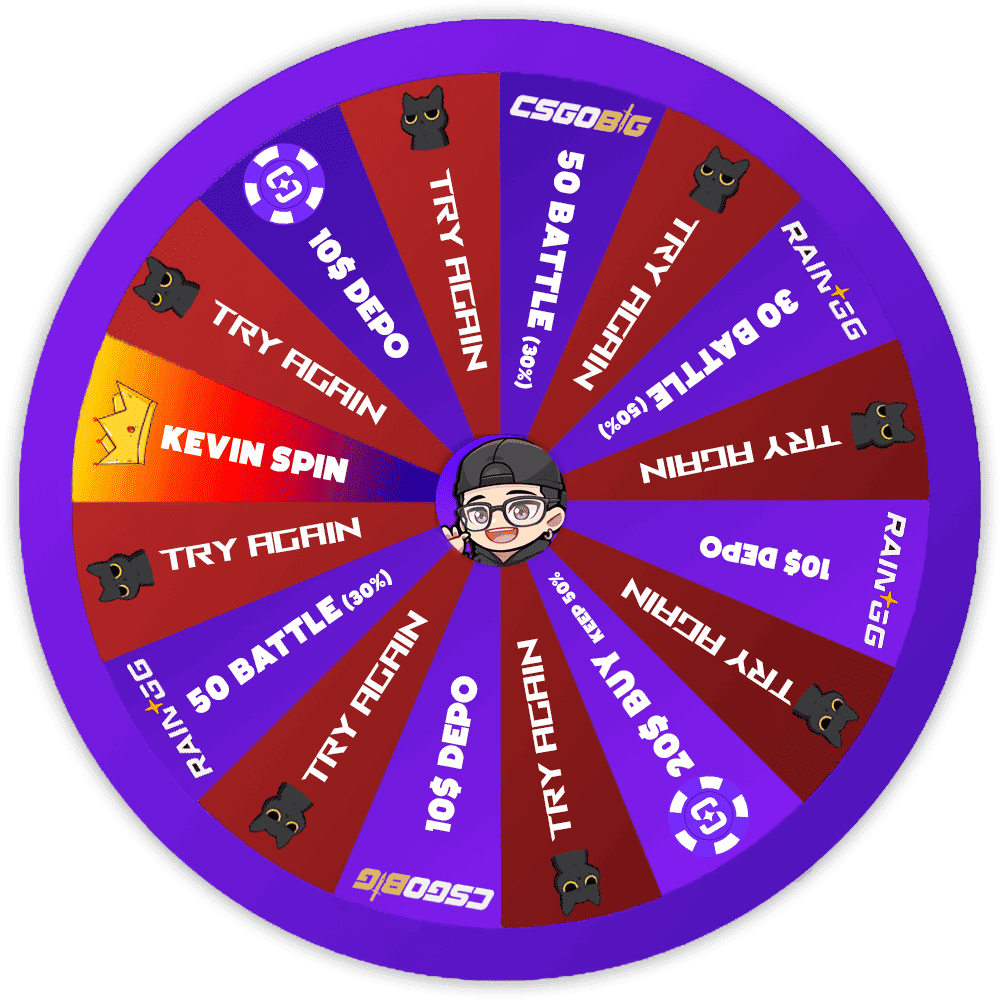 CSGOBIG
50 BATTLE (30%)
TRY AGAIN
RAIN GG
30 BATTLE (50%)
TRY AGAIN
RAIN GG
10$ DEPO
TRY AGAIN
20$ BUY KEEP 50%
TRY AGAIN
CSGOBIG
10$ DEPO
TRY AGAIN
RAIN GG
50 BATTLE (30%)
TRY AGAIN
KEVIN SPIN
TRY AGAIN
10$ DEPO
TRY AGAIN